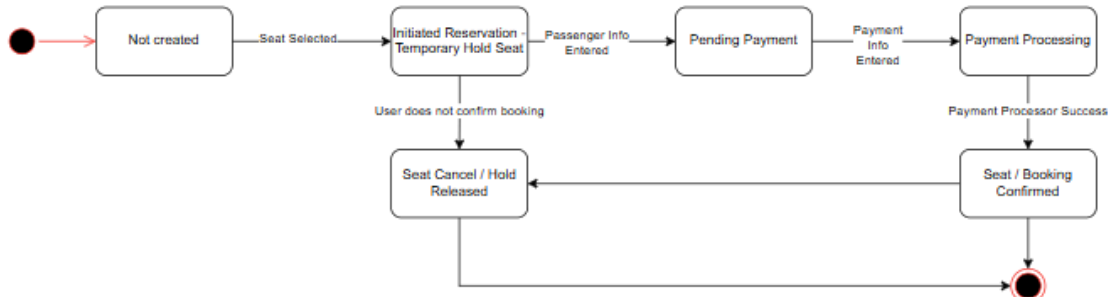 Not created
Seat Selected
Initiated Reservation -
Temporary Hold Seat
Passenger Info
Entered
Pending Payment
Payment
Info
Entered
Payment Processing
User does not confirm booking
Payment Processor Success
Seat Cancel / Hold
Released
Seat / Booking
Confirmed